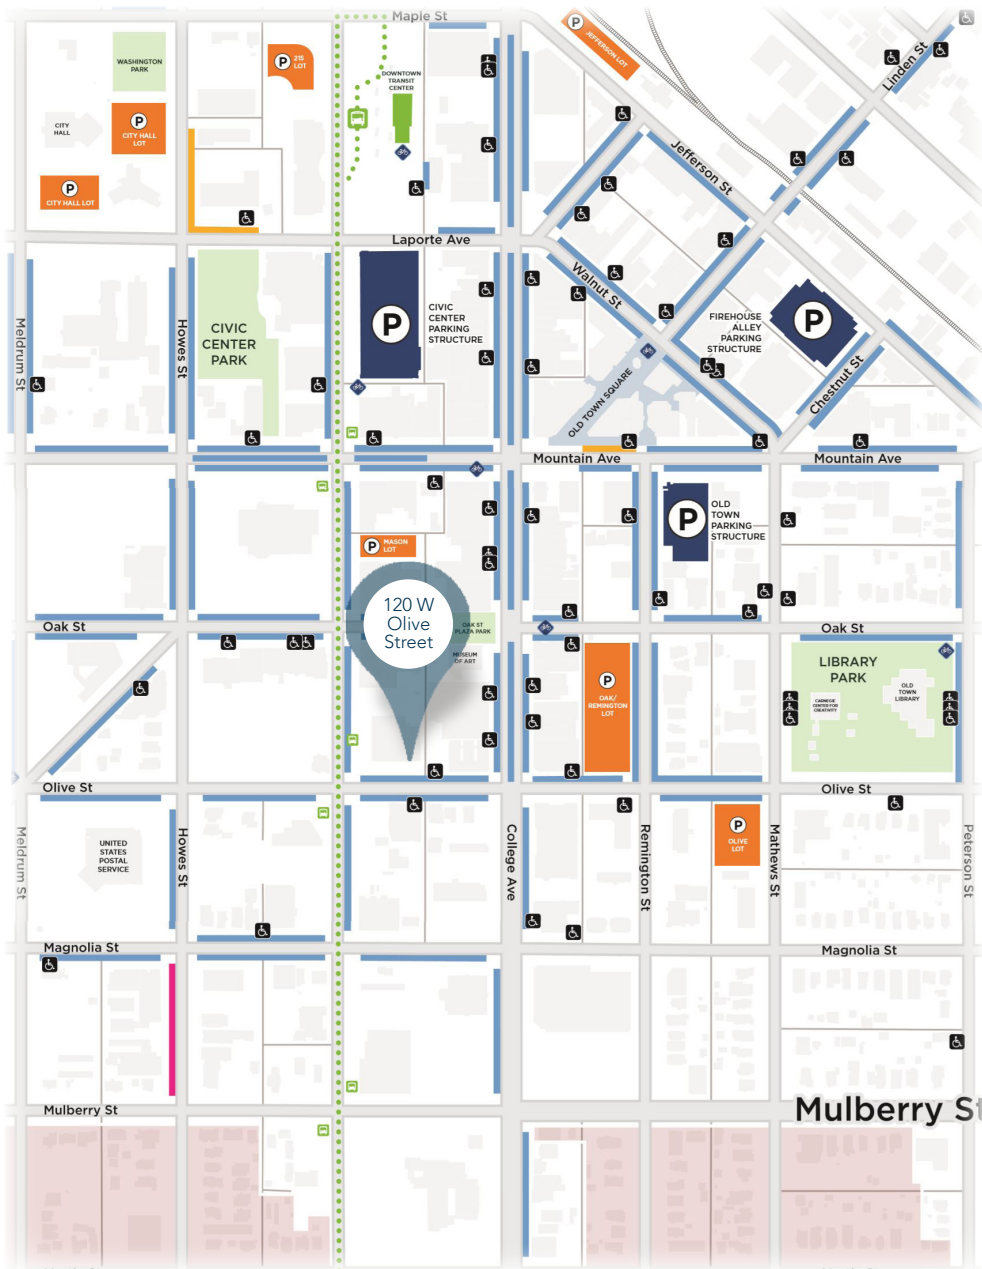 Maple St
P
JEFFERSON LOT
Linden St
WASHINGTON
PARK
P
215
LOT
DOWNTOWN
TRANSIT
CENTER
CITY
HALL
P
CITY HALL
LOT
P
CITY HALL LOT
Jefferson St
Laporte Ave
Walnut St
Meldrum St
Howes St
CIVIC
CENTER
PARK
P
CIVIC
CENTER
PARKING
STRUCTURE
FIREHOUSE
ALLEY
PARKING
STRUCTURE
P
Chestnut St
OLD TOWN SQUARE
Mountain Ave
Mountain Ave
P
OLD
TOWN
PARKING
STRUCTURE
P
MASON
LOT
120 W
Olive
Street
OAK ST
PLAZA PARK
MUSEUM
OF ART
Oak St
Oak St
P
OAK/
REMINGTON
LOT
LIBRARY
PARK
CARNEGIE
CENTER FOR
CREATIVITY
OLD
TOWN
LIBRARY
Olive St
Olive St
Meldrum St
UNITED
STATES
POSTAL
SERVICE
Howes St
College Ave
Remington St
P
OLIVE
LOT
Mathews St
Peterson St
Magnolia St
Magnolia St
Mulberry St
Mulberry St